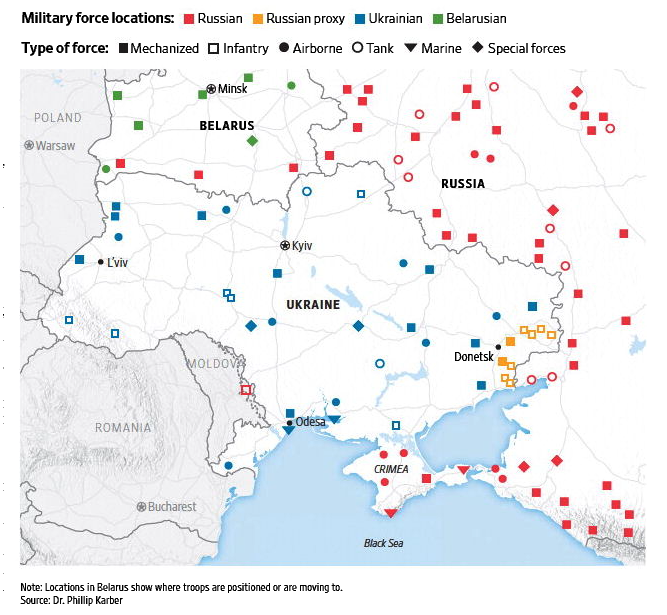 Military force locations: Russian Russian proxy Ukrainian Belarusian
Type of force: Mechanized Infantry Airborne Tank Marine Special forces
Minsk
POLAND
BELARUS
Warsaw
RUSSIA
Kyiv
L'viv
UKRAINE
Donetsk
MOLDOVA
Odesa
ROMANIA
CRIMEA
Bucharest
Black Sea
Note: Locations in Belarus show where troops are positioned or are moving to.
Source: Dr. Phillip Karber